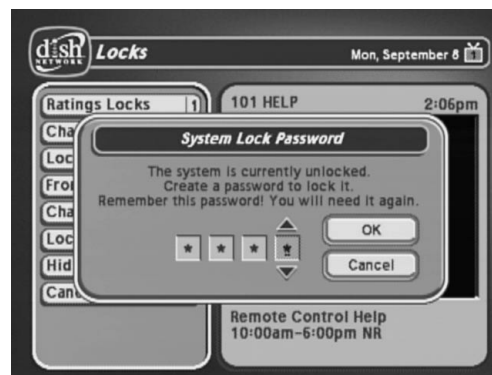 dish
NETWORK
Locks
Mon, September 8
1
Ratings Locks 1
101 HELP 2:06pm
Cha
Loc
Fro
Cha
Loc
Hid
Canc
System Lock Password
The system is currently unlocked.
Create a password to lock it.
Remember this password! You will need it again.
* * * *
OK
Cancel
Remote Control Help
10:00am-6:00pm NR